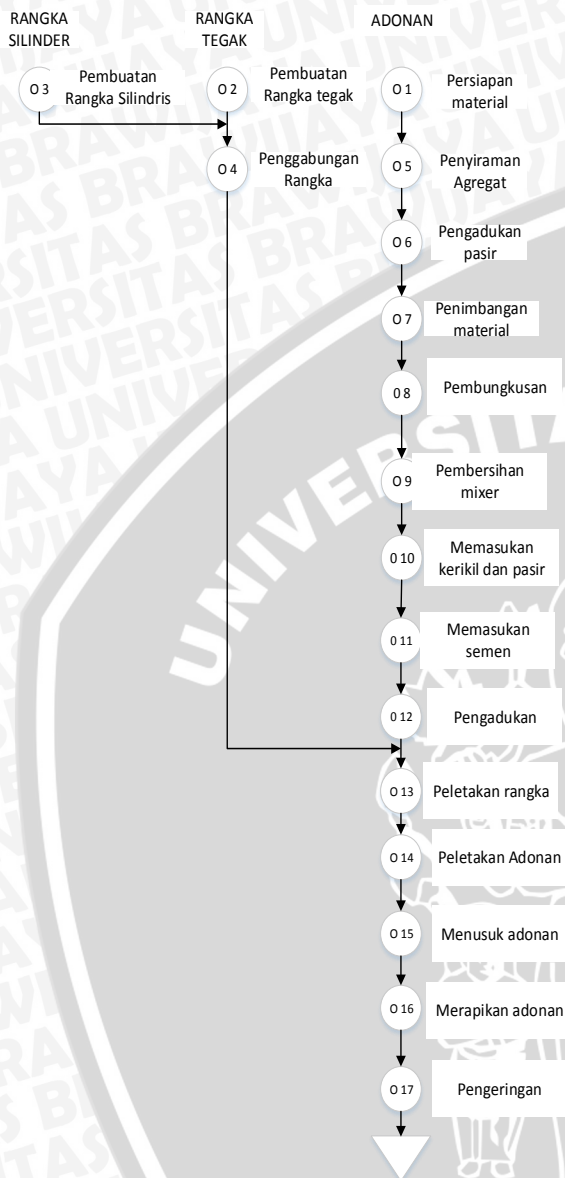 RANGKA
SILINDER
RANGKA
TEGAK
ADONAN
O 3
Pembuatan
Rangka Silindris
O 2
Pembuatan
Rangka tegak
O 1
Persiapan
material
O 4
Penggabungan
Rangka
O 5
Penyiraman
Agregat
O 6
Pengadukan
pasir
O 7
Penimbangan
material
0 8
Pembungkusan
O 9
Pembersihan
mixer
0 10
Memasukan
kerikil dan pasir
0 11
Memasukan
semen
0 12
Pengadukan
O 13
Peletakan rangka
O 14
Peletakan Adonan
O 15
Menusuk adonan
O 16
Merapikan adonan
O 17
Pengeringan